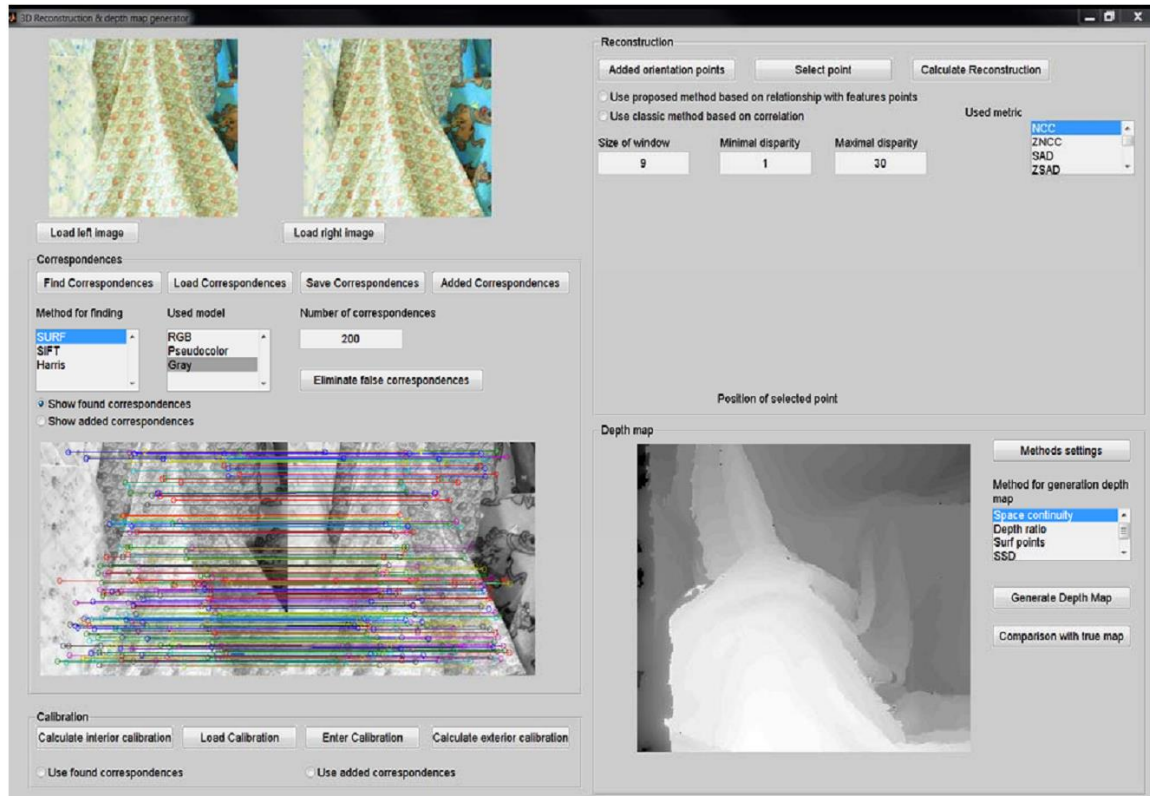 3D Reconstruction & depth map generator
Load left image
Load right image
Correspondences
Find Correspondences
Load Correspondences
Save Correspondences
Added Correspondences
Method for finding
Used model
Number of correspondences
SURF
SIFT
Harris
RGB
Pseudocolor
Gray
200
Eliminate false correspondences
Show found correspondences
Show added correspondences
Calibration
Calculate interior calibration
Load Calibration
Enter Calibration
Calculate exterior calibration
Use found correspondences
Use added correspondences
Reconstruction
Added orientation points
Select point
Calculate Reconstruction
Use proposed method based on relationship with features points
Use classic method based on correlation
Used metric
NCC
ZNCC
SAD
ZSAD
Size of window
Minimal disparity
Maximal disparity
9
1
30
Position of selected point
Depth map
Methods settings
Method for generation depth
map
Space continuity
Depth ratio
Surf points
SSD
Generate Depth Map
Comparison with true map